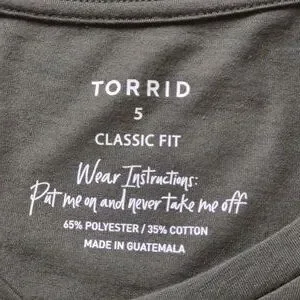 TORRID
5
CLASSIC FIT
Wear Instructions:
Put me on and never take me off
65% POLYESTER / 35% COTTON
MADE IN GUATEMALA